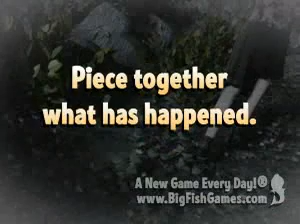 Piece together
what has happened.
A New Game Every Day!®
www.BigFishGames.com